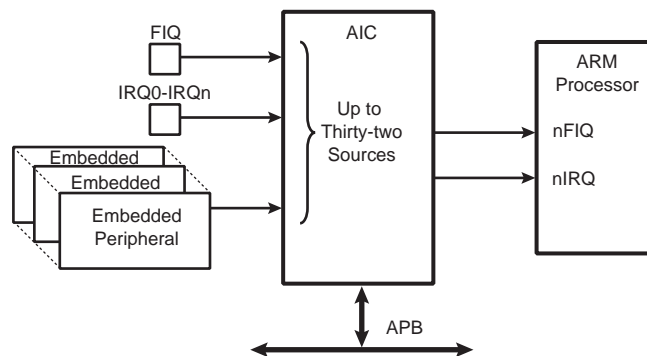 FIQ
IRQ0-IRQn
Embedded
Embedded
Embedded
Peripheral
AIC
Up to
Thirty-two
Sources
ARM
Processor
nFIQ
nIRQ
APB